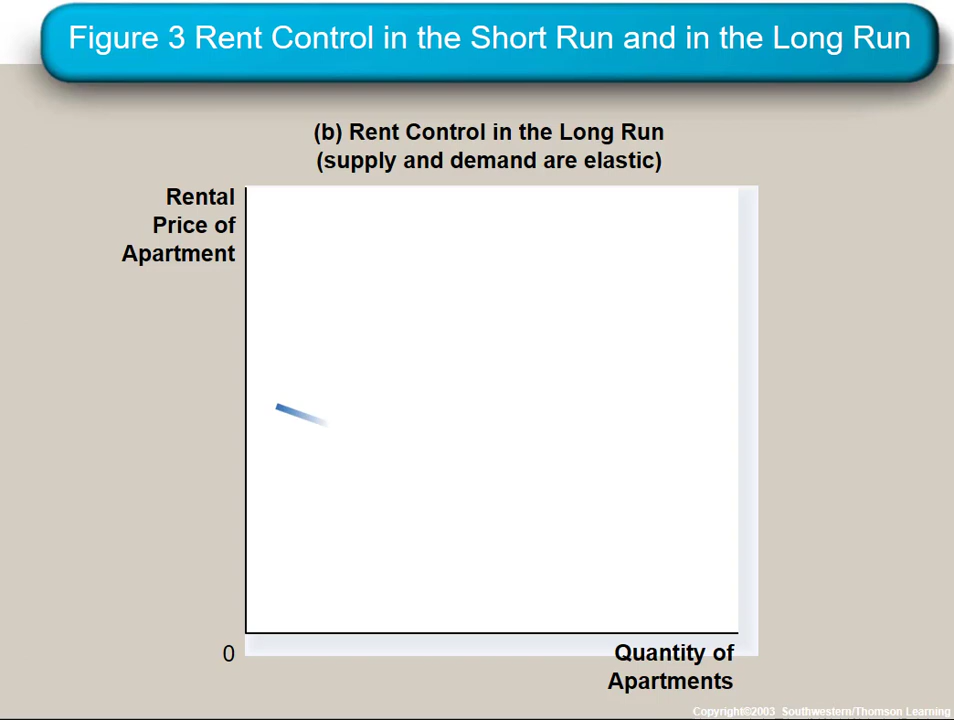 Figure 3 Rent Control in the Short Run and in the Long Run
(b) Rent Control in the Long Run
(supply and demand are elastic)
Rental
Price of
Apartment
0
Quantity of
Apartments
Copyright©2003 Southwestern/Thomson Learning